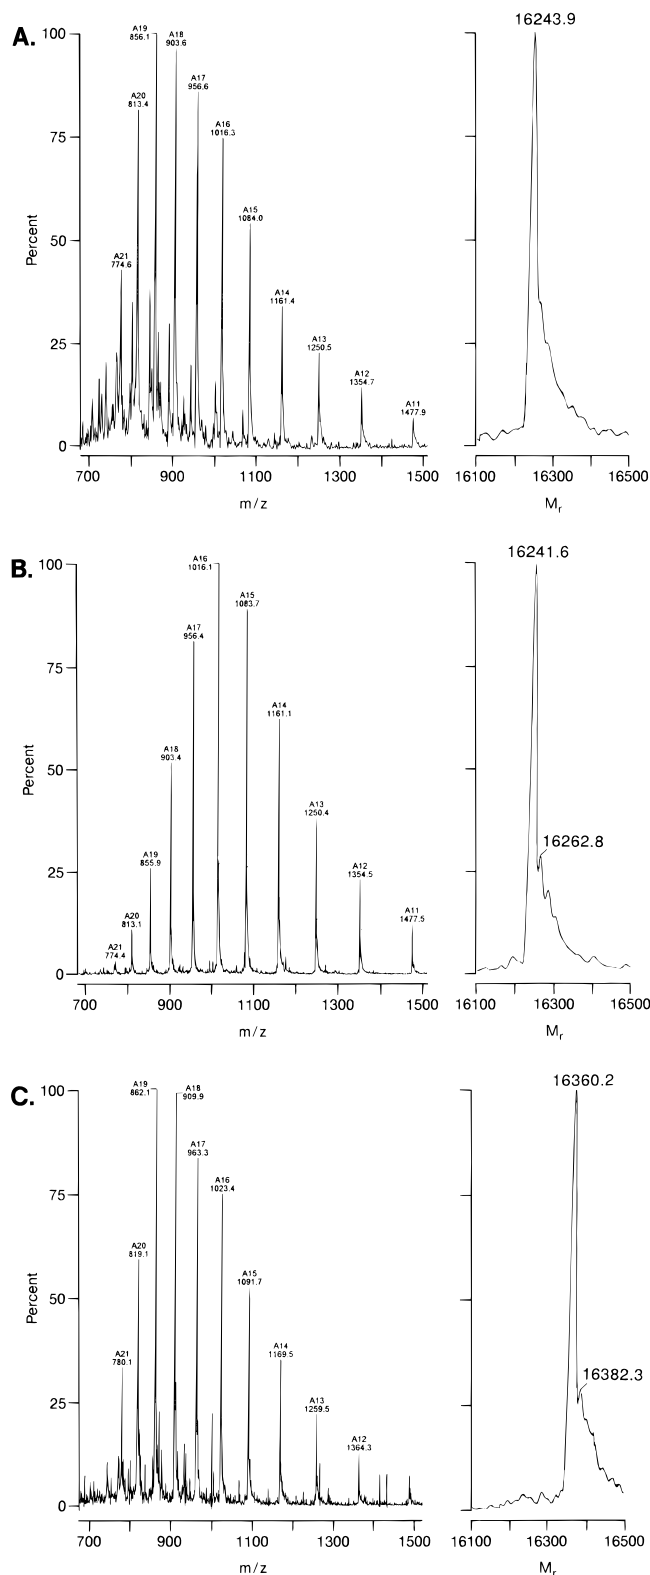 A.
16243.9
100
A19
856.1
A18
903.6
A17
956.6
A20
813.4
A16
1016.3
75
A15
1084.0
Percent
50
A21
774.6
A14
1161.4
A13
1250.5
25
A12
1354.7
A11
1477.9
0
700 900 1100 1300 1500
m/z
16100 16300 16500
Mr
B.
16241.6
100
A16
1016.1
A15
1083.7
A17
956.4
75
A14
1161.1
A18
903.4
Percent
50
A13
1250.4
16262.8
A19
855.9
25
A12
1354.5
A20
813.1
A11
1477.5
A21
774.4
0
700 900 1100 1300 1500
m/z
16100 16300 16500
Mr
C.
16360.2
100
A19
862.1
A18
909.9
A17
963.3
A16
1023.4
75
A20
819.1
A15
1091.7
Percent
50
A21
780.1
A14
1169.5
16382.3
A13
1259.5
25
A12
1364.3
0
700 900 1100 1300 1500
m/z
16100 16300 16500
Mr